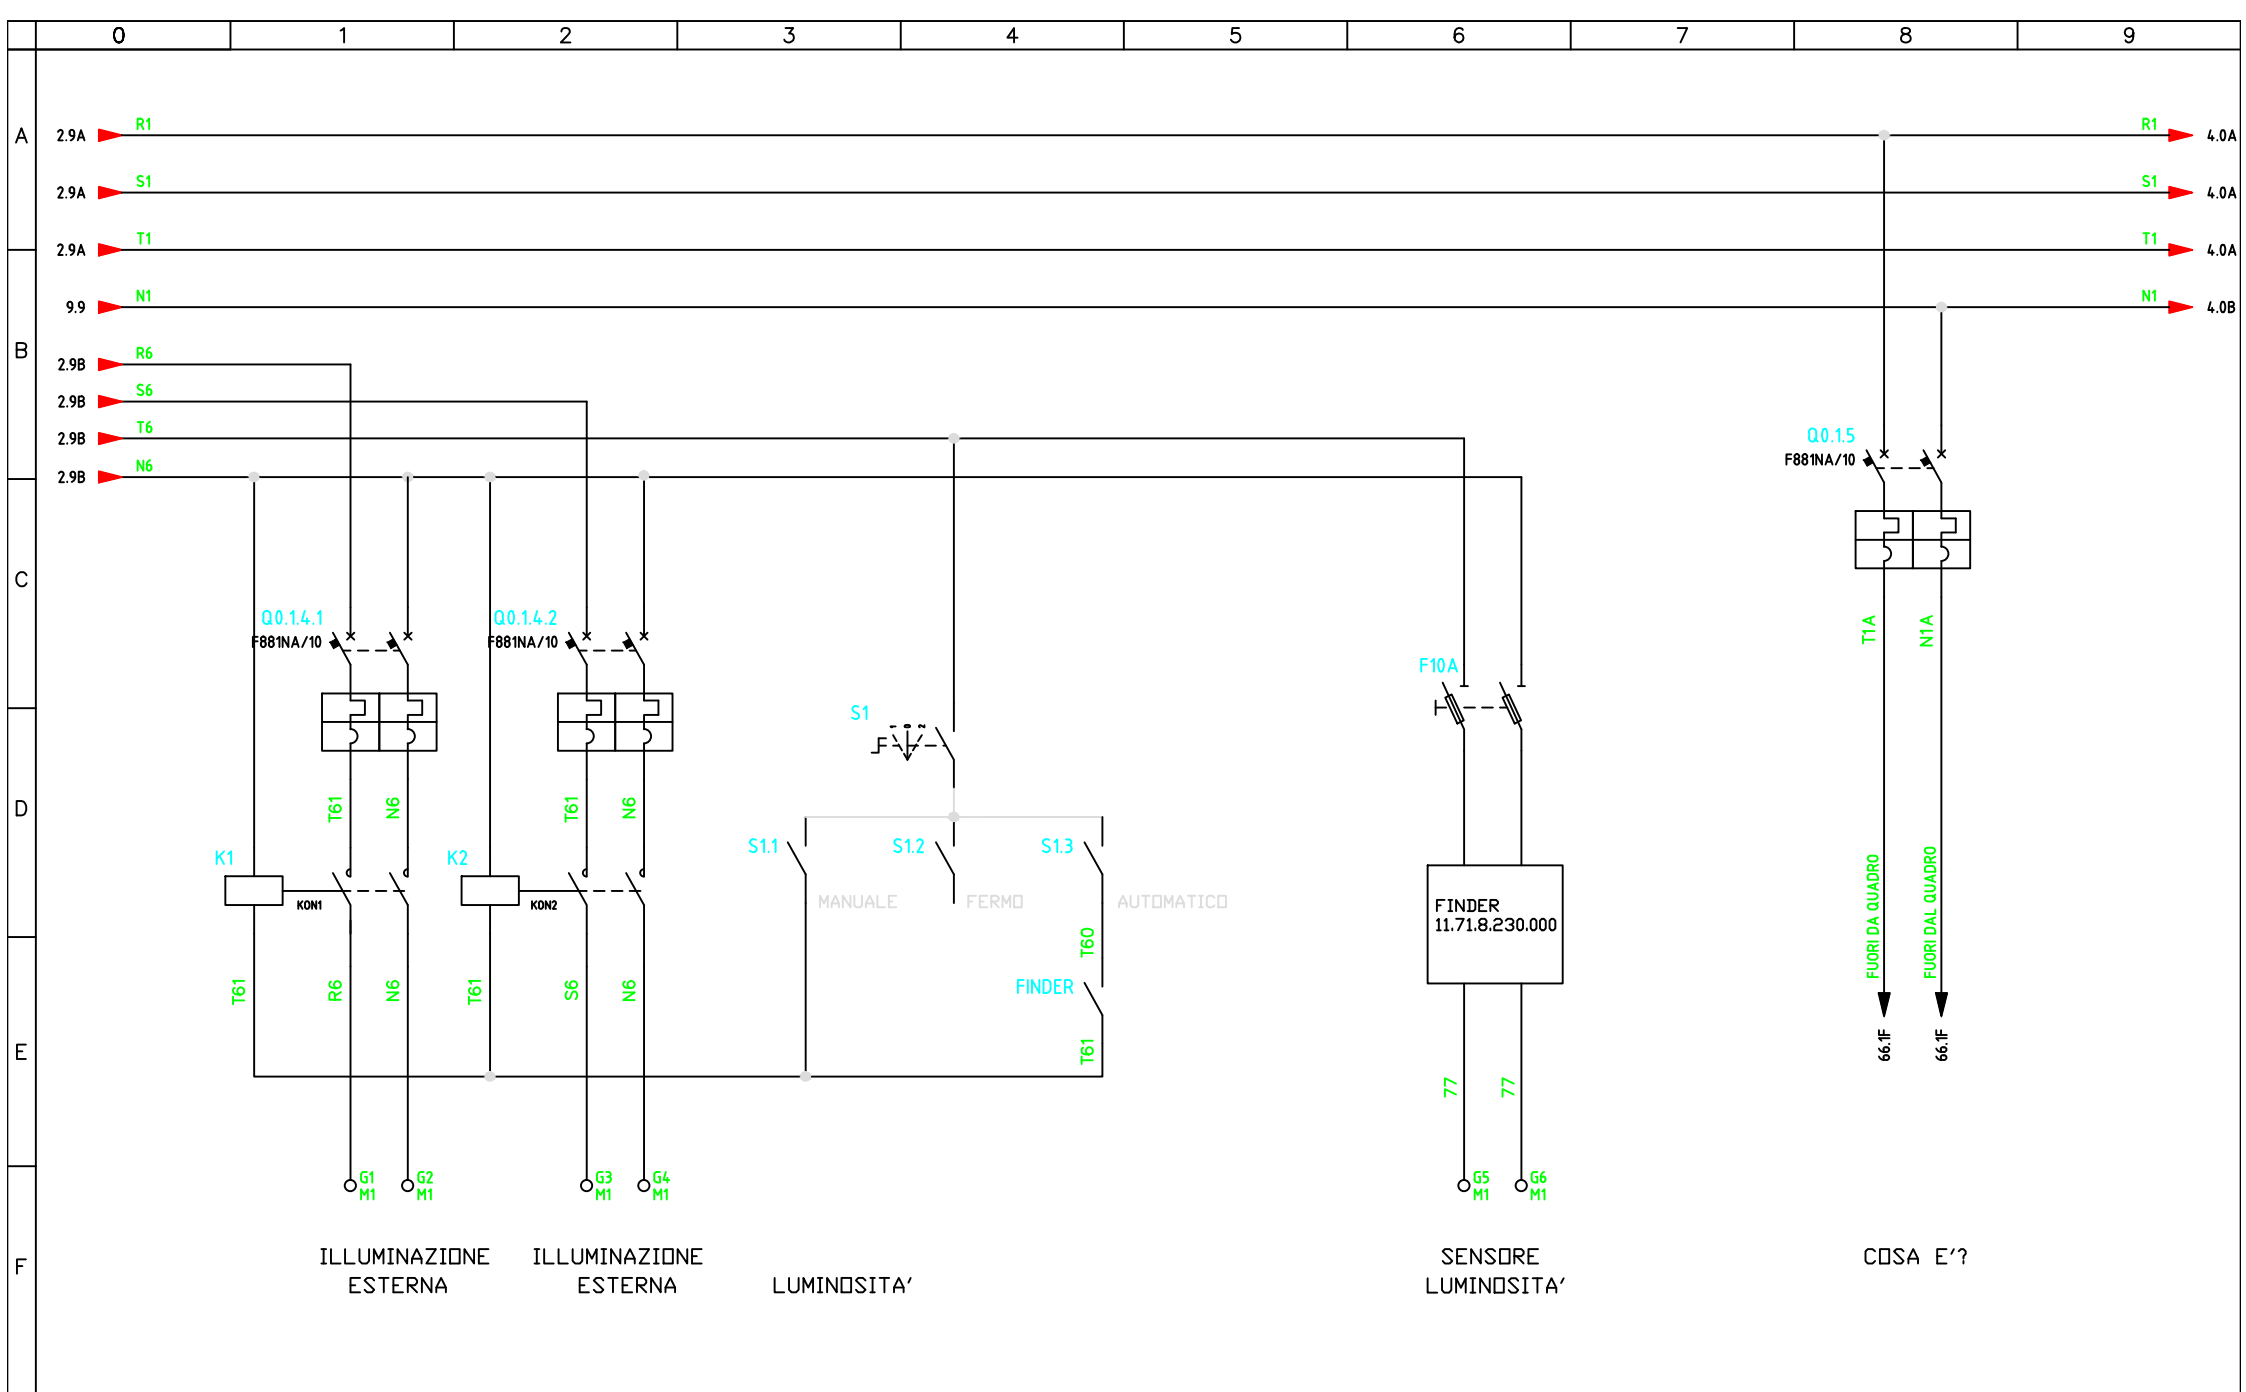 0 1 2 3 4 5 6 7 8 9
A
R1 R1
2.9A 4.0A
S1 S1
2.9A 4.0A
T1 T1
2.9A 4.0A
N1 N1
9.9 4.0B
B
R6
2.9B
S6
2.9B
T6
2.9B
N6
2.9B
Q0.1.5
F881NA/10
C
Q0.1.4.1
F881NA/10
Q0.1.4.2
F881NA/10
T1A
N1A
F10A
S1
1 0 2
D
T61
N6
T61
N6
K1
KON1
K2
KON2
S1.1
S1.2
S1.3
MANUALE
FERMO
AUTOMATICO
FINDER
11.71.8.230.000
FUORI DA QUADRO
FUORI DAL QUADRO
T60
E
T61
R6
N6
T61
S6
N6
FINDER
T61
77
77
66.1F
66.1F
G1
M1
G2
M1
G3
M1
G4
M1
G5
M1
G6
M1
F
ILLUMINAZIONE
ESTERNA
ILLUMINAZIONE
ESTERNA
LUMINOSITA'
SENSORE
LUMINOSITA'
COSA E'?